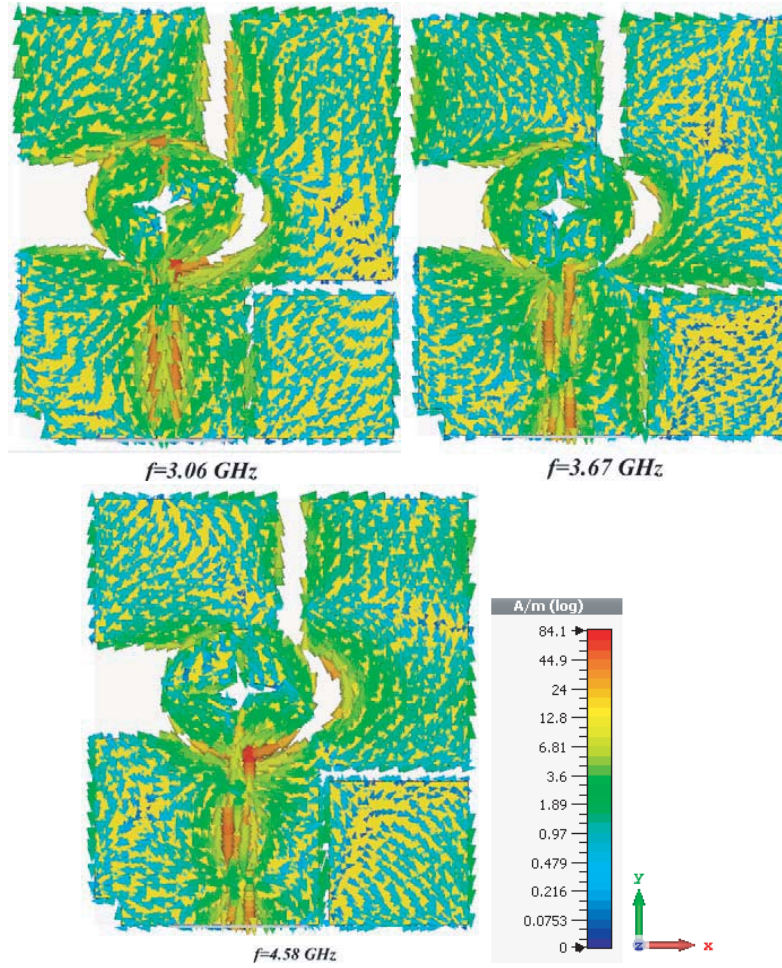 f=3.06 GHz
f=3.67 GHz
A/m (log)
84.1
44.9
24
12.8
6.81
3.6
1.89
0.97
0.479
0.216
0.0753
0
y
z
x
f=4.58 GHz